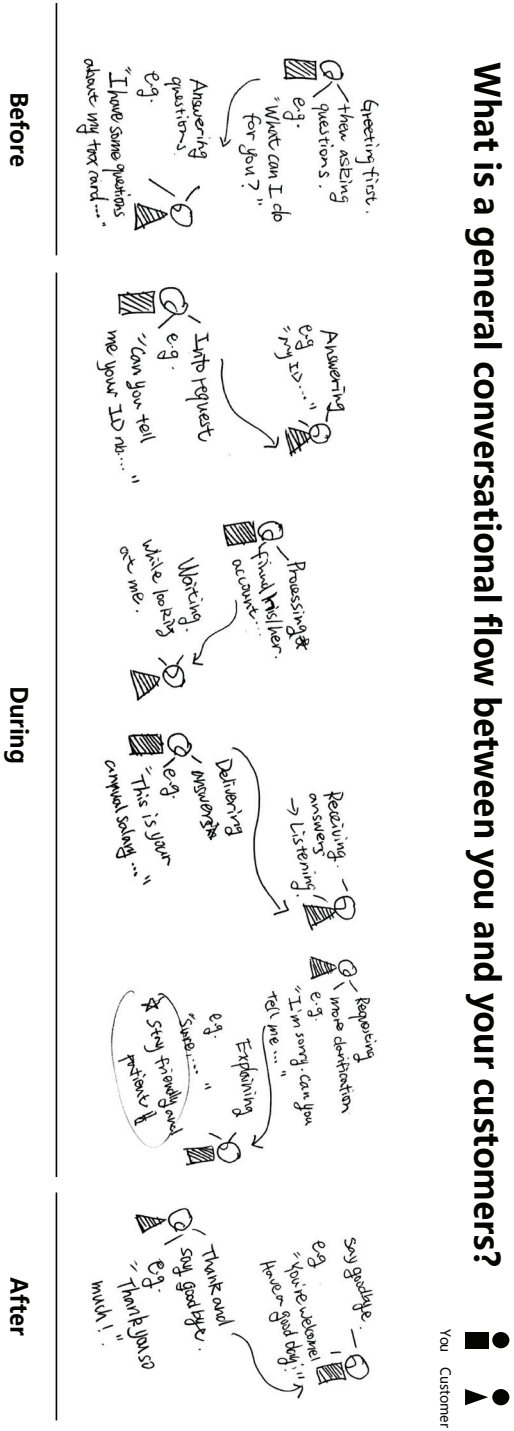 What is a general conversational flow between you and your customers?
You
Customer
Greeting first.
then asking
questions.
e.g.
"What can I do
for you?"
Answering
questions.
e.g.
"I have some questions
about my tax card...."
Answering
e.g
"my ID..."
Into request
e.g.
"Can you tell
me your ID nb...."
Processing &
find his/her.
account...
Waiting.
while looking
at me.
Receiving.
answers
→ Listening.
Delivering
answers
e.g.
"This is your
annual salary..."
Requesting
more clarification
e.g.
"I'm sorry. Can you
tell me..."
Explaining
e.g.
"Sure...."
Stay friendly and
patient
say goodbye.
e.g
"You're welcome!
Have a good day!"
Thank and
say goodbye.
e.g.
"Thank you so
much!".
Before
During
After